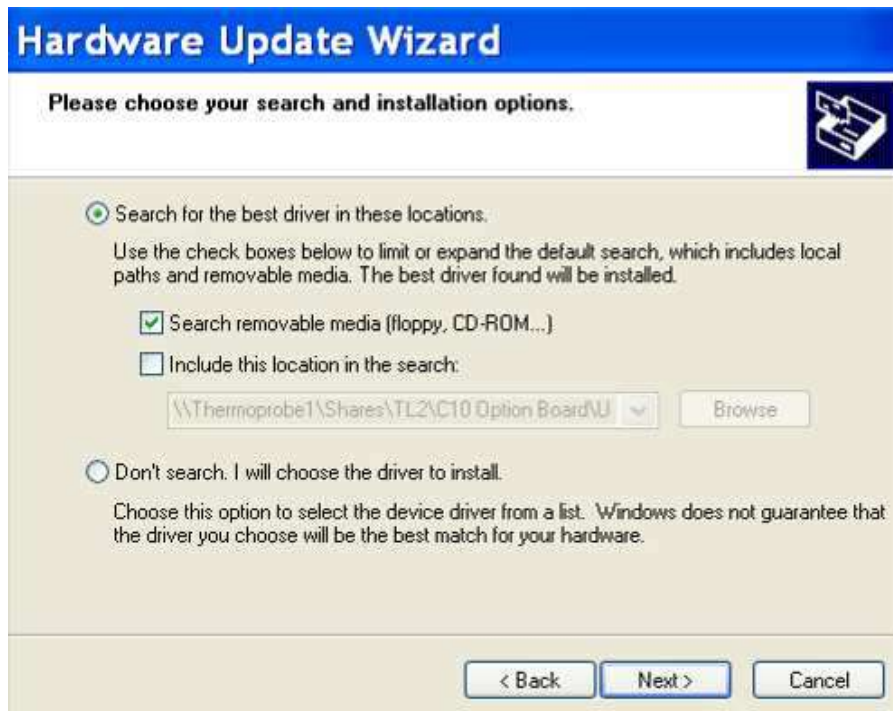 Hardware Update Wizard
Please choose your search and installation options.
Search for the best driver in these locations.
Use the check boxes below to limit or expand the default search, which includes local
paths and removable media. The best driver found will be installed.
Search removable media (floppy, CD-ROM...)
Include this location in the search:
\\Thermoprobe1\Shares\TL2\C10 Option Board\U
Browse
Don't search. I will choose the driver to install.
Choose this option to select the device driver from a list. Windows does not guarantee that
the driver you choose will be the best match for your hardware.
< Back
Next >
Cancel